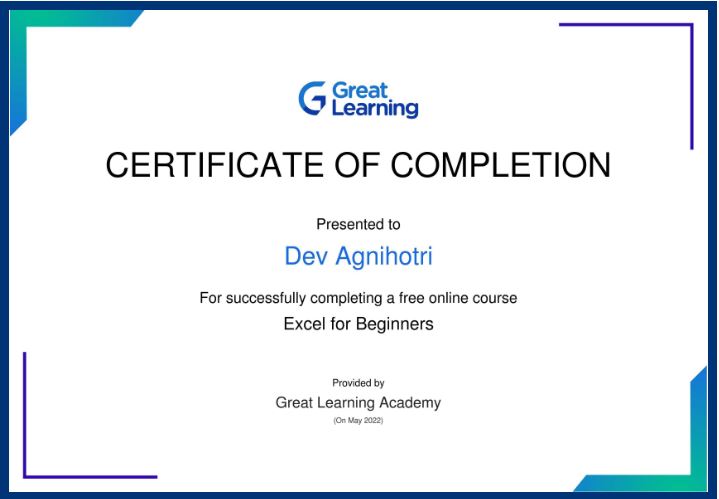 Great
Learning
CERTIFICATE OF COMPLETION
Presented to
Dev Agnihotri
For successfully completing a free online course
Excel for Beginners
Provided by
Great Learning Academy
(On May 2022)